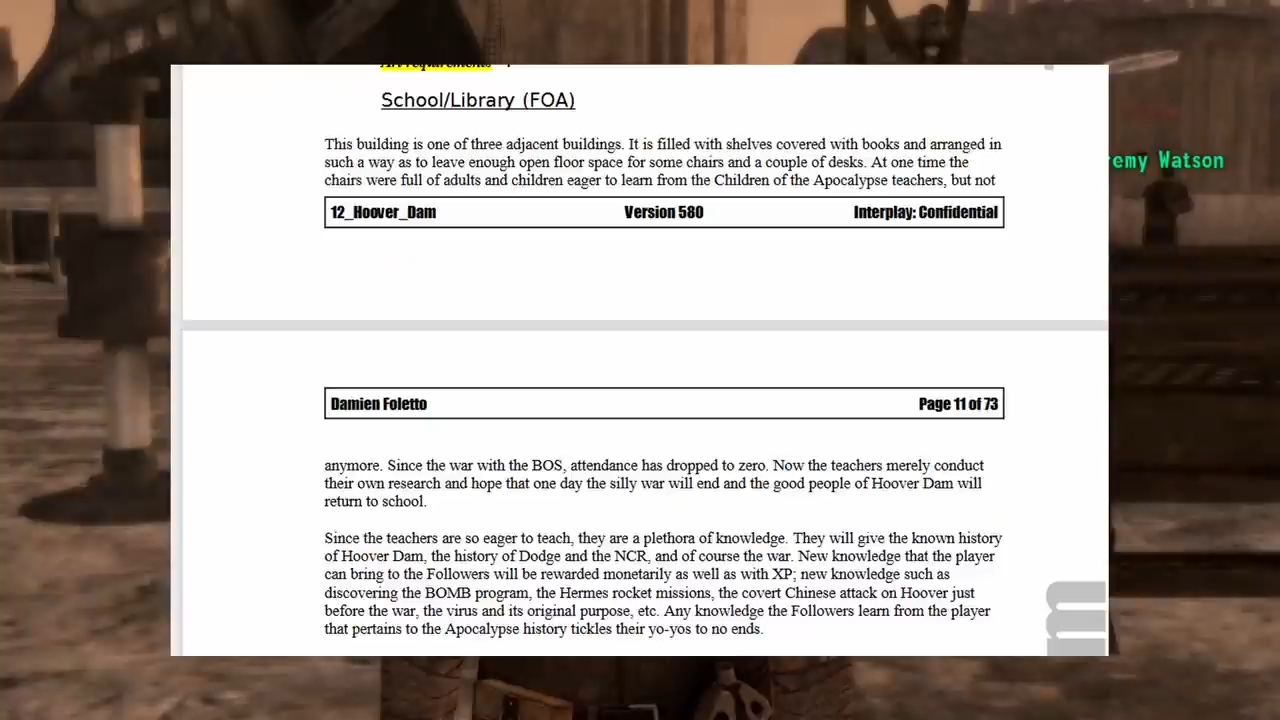 School/Library (FOA)
This building is one of three adjacent buildings. It is filled with shelves covered with books and arranged in
such a way as to leave enough open floor space for some chairs and a couple of desks. At one time the
chairs were full of adults and children eager to learn from the Children of the Apocalypse teachers, but not
12_Hoover_Dam Version 580 Interplay: Confidential
emy Watson
Damien Foletto Page 11 of 73
anymore. Since the war with the BOS, attendance has dropped to zero. Now the teachers merely conduct
their own research and hope that one day the silly war will end and the good people of Hoover Dam will
return to school.
Since the teachers are so eager to teach, they are a plethora of knowledge. They will give the known history
of Hoover Dam, the history of Dodge and the NCR, and of course the war. New knowledge that the player
can bring to the Followers will be rewarded monetarily as well as with XP; new knowledge such as
discovering the BOMB program, the Hermes rocket missions, the covert Chinese attack on Hoover just
before the war, the virus and its original purpose, etc. Any knowledge the Followers learn from the player
that pertains to the Apocalypse history tickles their yo-yos to no ends.